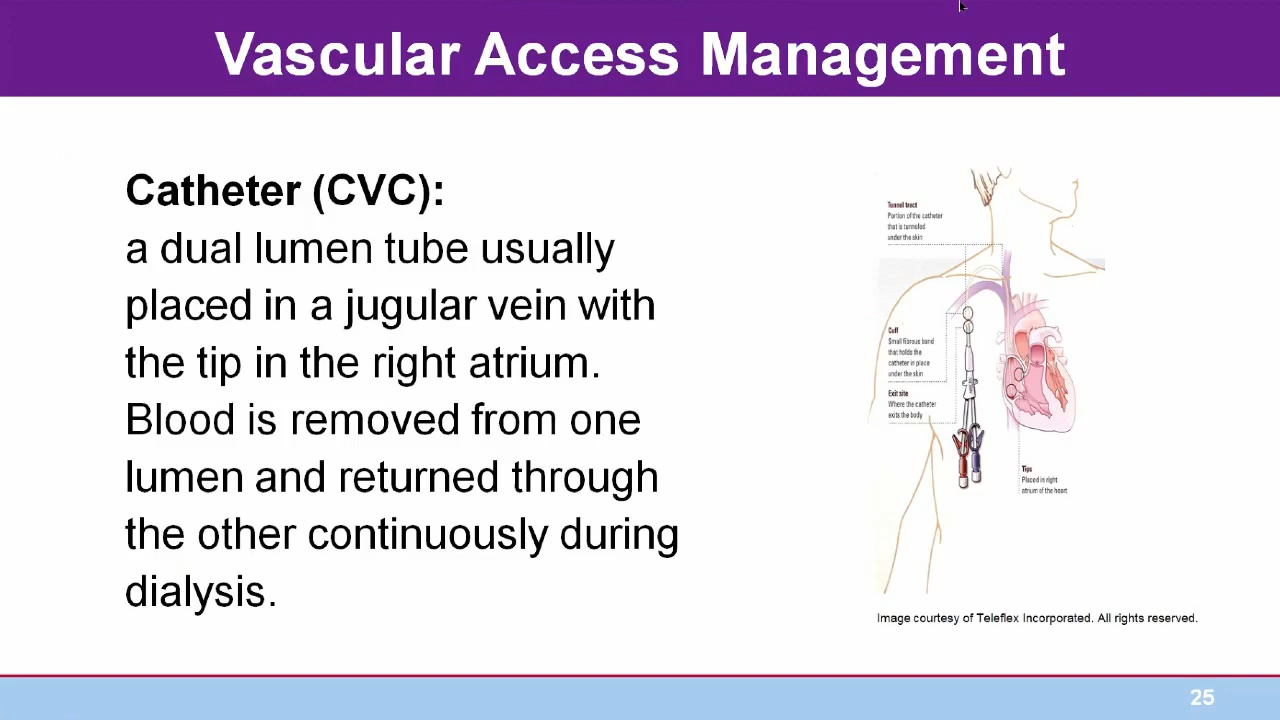 Vascular Access Management
Catheter (CVC):
a dual lumen tube usually
placed in a jugular vein with
the tip in the right atrium.
Blood is removed from one
lumen and returned through
the other continuously during
dialysis.
Tunnel tract
Portion of the catheter
that is tunneled
under the skin
Cuff
Small fibrous band
that holds the
catheter in place
under the skin
Exit site
Where the catheter
exits the body
Tips
Placed in right
atrium of the heart
Image courtesy of Teleflex Incorporated. All rights reserved.
25